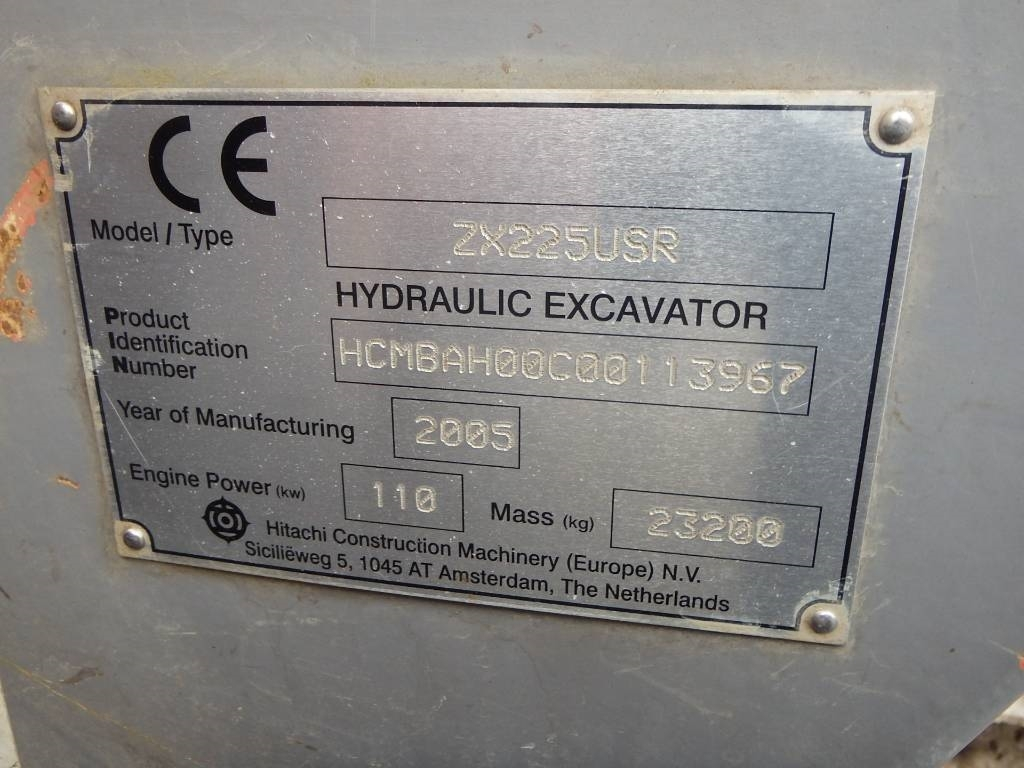 CE
Model / Type ZX225USR
HYDRAULIC EXCAVATOR
Product
Identification
Number HCMBAH00C00113967
Year of Manufacturing 2005
Engine Power (kw) 110 Mass (kg) 23200
Hitachi Construction Machinery (Europe) N.V.
Siciliëweg 5, 1045 AT Amsterdam, The Netherlands